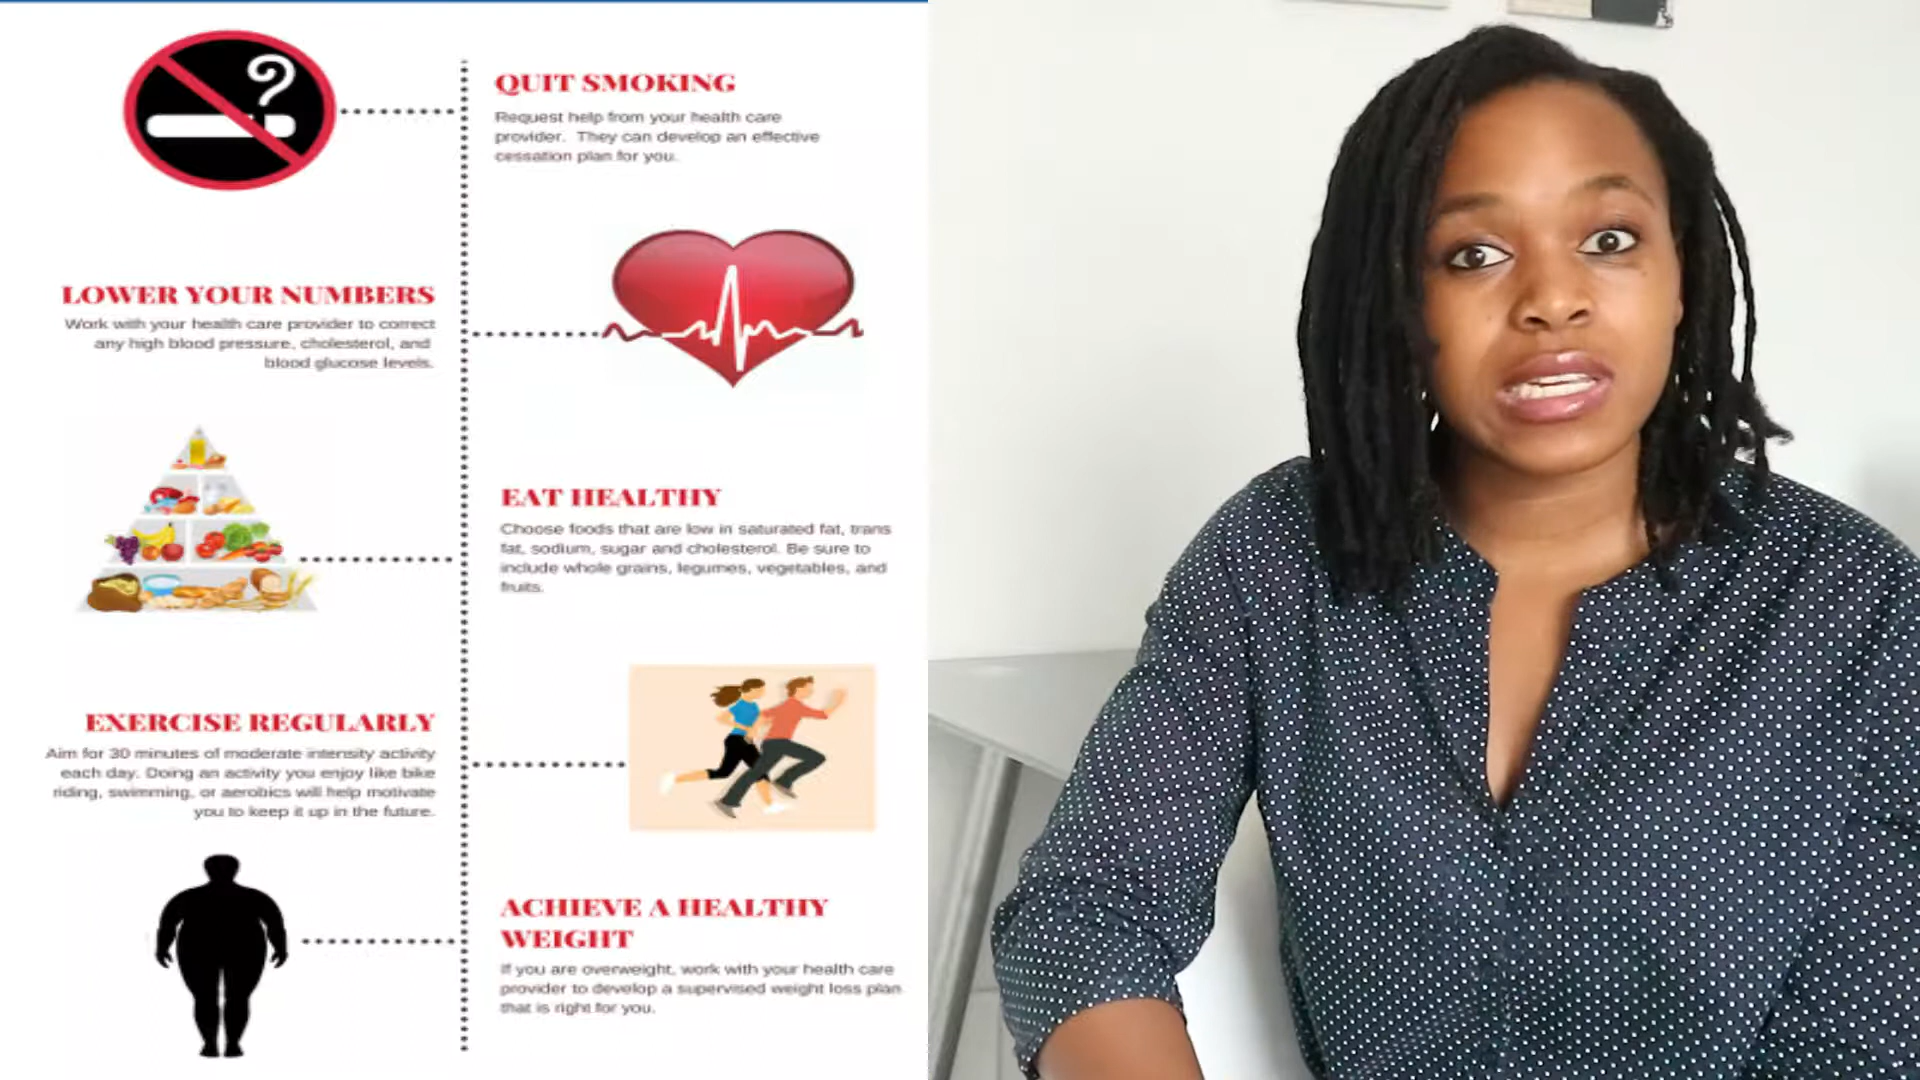 QUIT SMOKING
Request help from your health care
provider. They can develop an effective
cessation plan for you.
LOWER YOUR NUMBERS
Work with your health care provider to correct
any high blood pressure, cholesterol, and
blood glucose levels.
EAT HEALTHY
Choose foods that are low in saturated fat, trans
fat, sodium, sugar and cholesterol. Be sure to
include whole grains, legumes, vegetables, and
fruits.
EXERCISE REGULARLY
Aim for 30 minutes of moderate intensity activity
each day. Doing an activity you enjoy like bike
riding, swimming, or aerobics will help motivate
you to keep it up in the future.
ACHIEVE A HEALTHY
WEIGHT
If you are overweight, work with your health care
provider to develop a supervised weight loss plan
that is right for you.